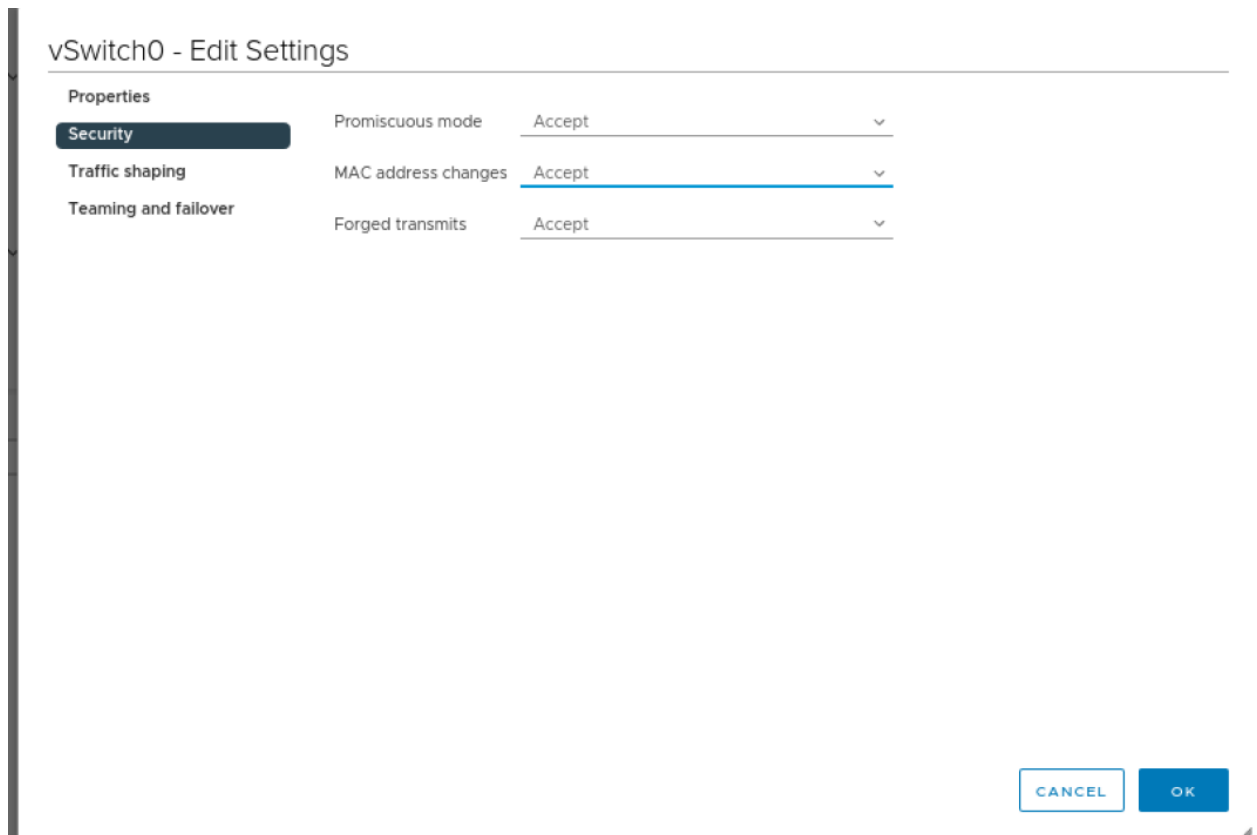 vSwitch0 - Edit Settings
Properties
Security
Traffic shaping
Teaming and failover
Promiscuous mode Accept
MAC address changes Accept
Forged transmits Accept
CANCEL OK